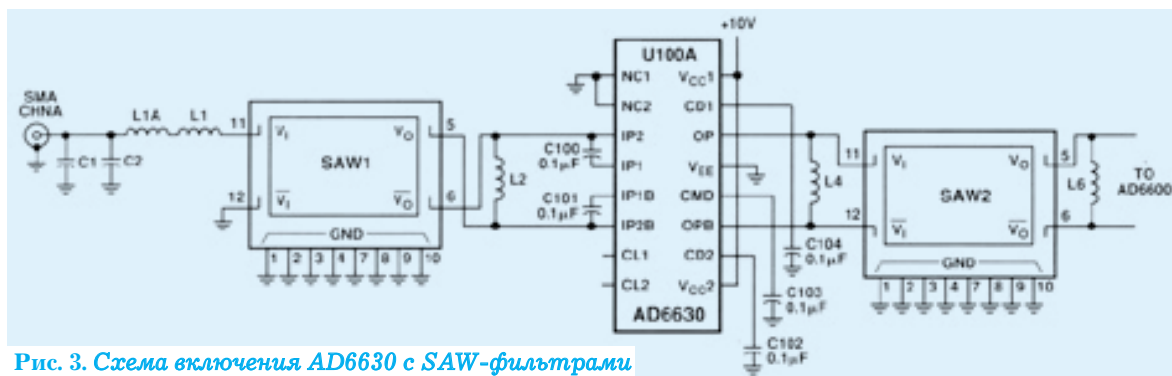 +10V
U100A
NC1 VCC1
NC2 CD1
IP2 OP
IP1 VEE
IP1B CMD
IP2B OPB
CL1 CD2
CL2 VCC2
AD6630
SMA
CHNA
C1
C2
L1A
L1
11
12
VI VO
SAW1
VI VO
GND
1 2 3 4 7 8 9 10
5
6
L2
C100
0.1µF
C101
0.1µF
L4
C104
0.1µF
C103
0.1µF
C102
0.1µF
11
12
VI VO
SAW2
VI VO
GND
1 2 3 4 7 8 9 10
5
6
L6
TO
AD6600
Рис. 3. Схема включения AD6630 с SAW-фильтрами